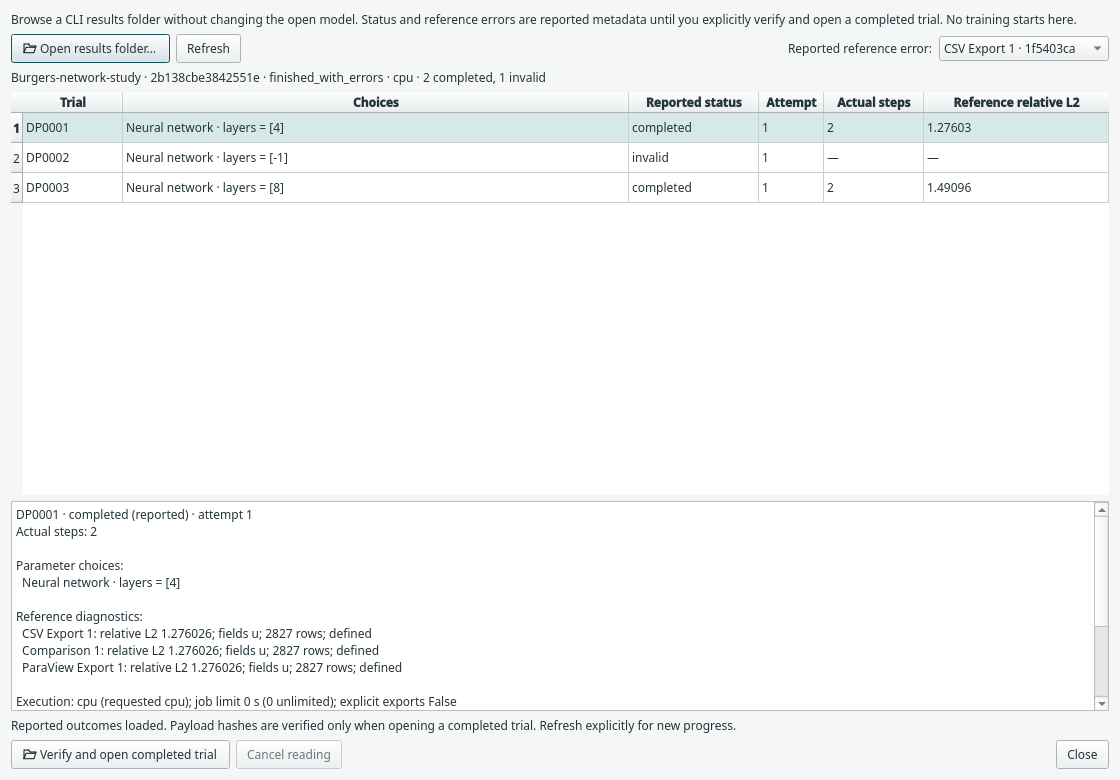 Browse a CLI results folder without changing the open model. Status and reference errors are reported metadata until you explicitly verify and open a completed trial. No training starts here.
Open results folder... Refresh Reported reference error: CSV Export 1 · 1f5403ca
Burgers-network-study · 2b138cbe3842551e · finished_with_errors · cpu · 2 completed, 1 invalid
Trial Choices Reported status Attempt Actual steps Reference relative L2
1 DP0001 Neural network · layers = [4] completed 1 2 1.27603
2 DP0002 Neural network · layers = [-1] invalid 1 — —
3 DP0003 Neural network · layers = [8] completed 1 2 1.49096
DP0001 · completed (reported) · attempt 1
Actual steps: 2
Parameter choices:
Neural network · layers = [4]
Reference diagnostics:
CSV Export 1: relative L2 1.276026; fields u; 2827 rows; defined
Comparison 1: relative L2 1.276026; fields u; 2827 rows; defined
ParaView Export 1: relative L2 1.276026; fields u; 2827 rows; defined
Execution: cpu (requested cpu); job limit 0 s (0 unlimited); explicit exports False
Reported outcomes loaded. Payload hashes are verified only when opening a completed trial. Refresh explicitly for new progress.
Verify and open completed trial Cancel reading Close